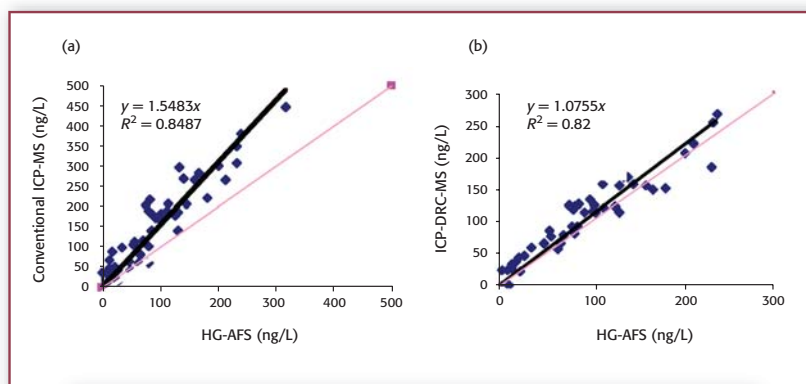 (a)
Conventional ICP-MS (ng/L)
500
450
400
350
300
250
200
150
100
50
0
y = 1.5483x
R² = 0.8487
0
100
200
300
400
500
HG-AFS (ng/L)
(b)
ICP-DRC-MS (ng/L)
300
250
200
150
100
50
0
y = 1.0755x
R² = 0.82
0
100
200
300
HG-AFS (ng/L)